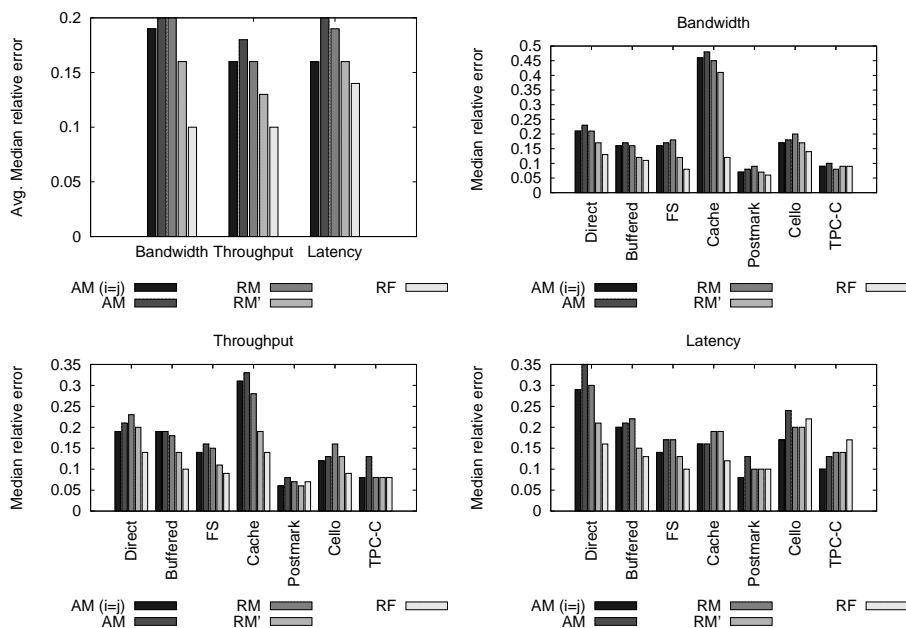 Avg. Median relative error
0.2
0.15
0.1
0.05
0
Bandwidth Throughput Latency
AM (i=j) RM RF
AM RM’
Bandwidth
Median relative error
0.5
0.45
0.4
0.35
0.3
0.25
0.2
0.15
0.1
0.05
0
Direct
Buffered
FS
Cache
Postmark
Cello
TPC-C
AM (i=j) RM RF
AM RM’
Throughput
Median relative error
0.35
0.3
0.25
0.2
0.15
0.1
0.05
0
Direct
Buffered
FS
Cache
Postmark
Cello
TPC-C
AM (i=j) RM RF
AM RM’
Latency
Median relative error
0.35
0.3
0.25
0.2
0.15
0.1
0.05
0
Direct
Buffered
FS
Cache
Postmark
Cello
TPC-C
AM (i=j) RM RF
AM RM’